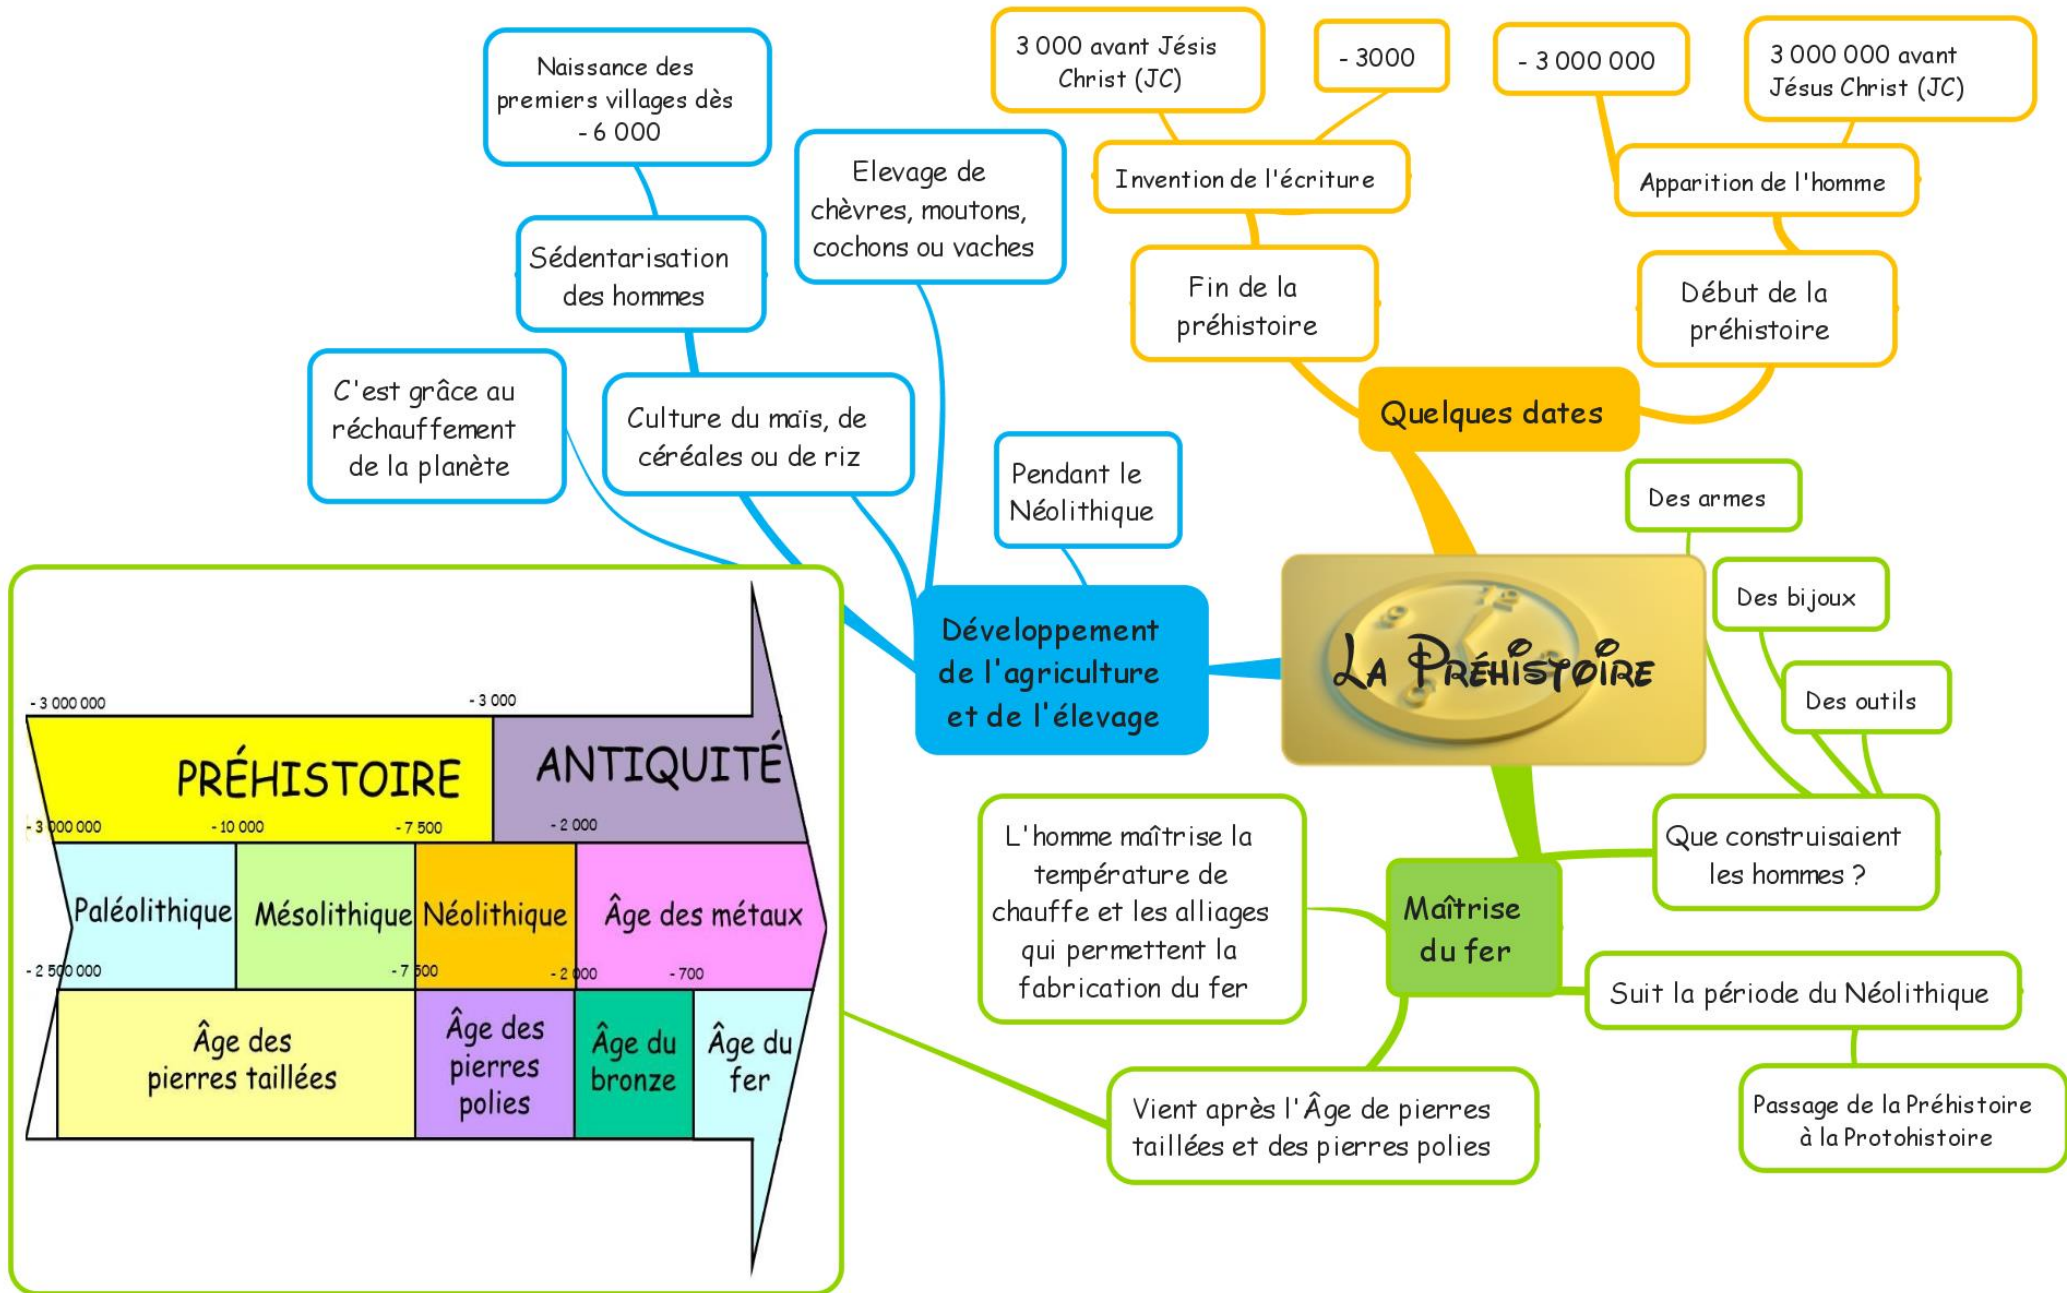 3 000 avant Jésis
Christ (JC)
- 3000
- 3 000 000
3 000 000 avant
Jésus Christ (JC)
Naissance des
premiers villages dès
- 6 000
Elevage de
chèvres, moutons,
cochons ou vaches
Invention de l'écriture
Apparition de l'homme
Sédentarisation
des hommes
Fin de la
préhistoire
Début de la
préhistoire
C'est grâce au
réchauffement
de la planète
Culture du maïs, de
céréales ou de riz
Quelques dates
Pendant le
Néolithique
Des armes
Des bijoux
Développement
de l'agriculture
et de l'élevage
La Préhistoire
Des outils
Que construisaient
les hommes ?
L'homme maîtrise la
température de
chauffe et les alliages
qui permettent la
fabrication du fer
Maîtrise
du fer
Suit la période du Néolithique
Passage de la Préhistoire
à la Protohistoire
Vient après l'Âge de pierres
taillées et des pierres polies
- 3 000 000
- 3 000
PRÉHISTOIRE
ANTIQUITÉ
- 3 000 000
- 10 000
- 7 500
- 2 000
Paléolithique
Mésolithique
Néolithique
Âge des métaux
- 2 500 000
- 7 500
- 2 000
- 700
Âge des
pierres taillées
Âge des
pierres
polies
Âge du
bronze
Âge du
fer